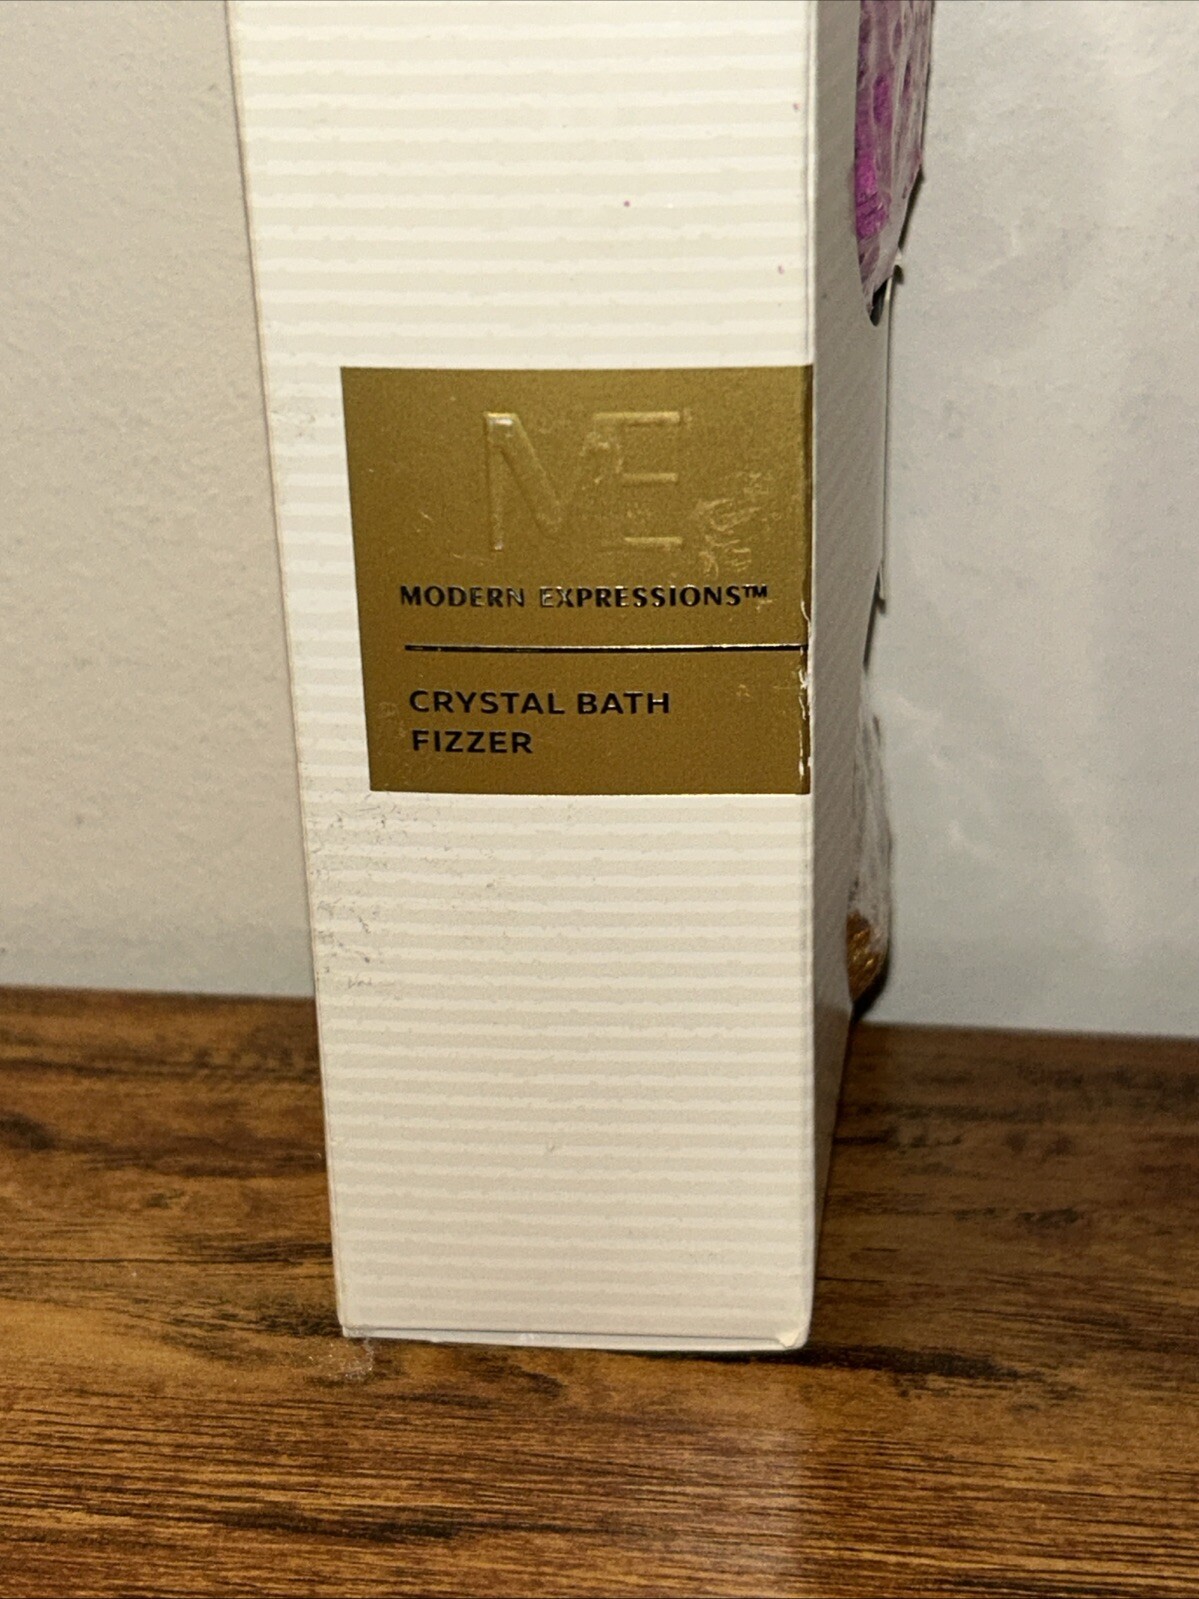 ME
MODERN EXPRESSIONS™
CRYSTAL BATH
FIZZER